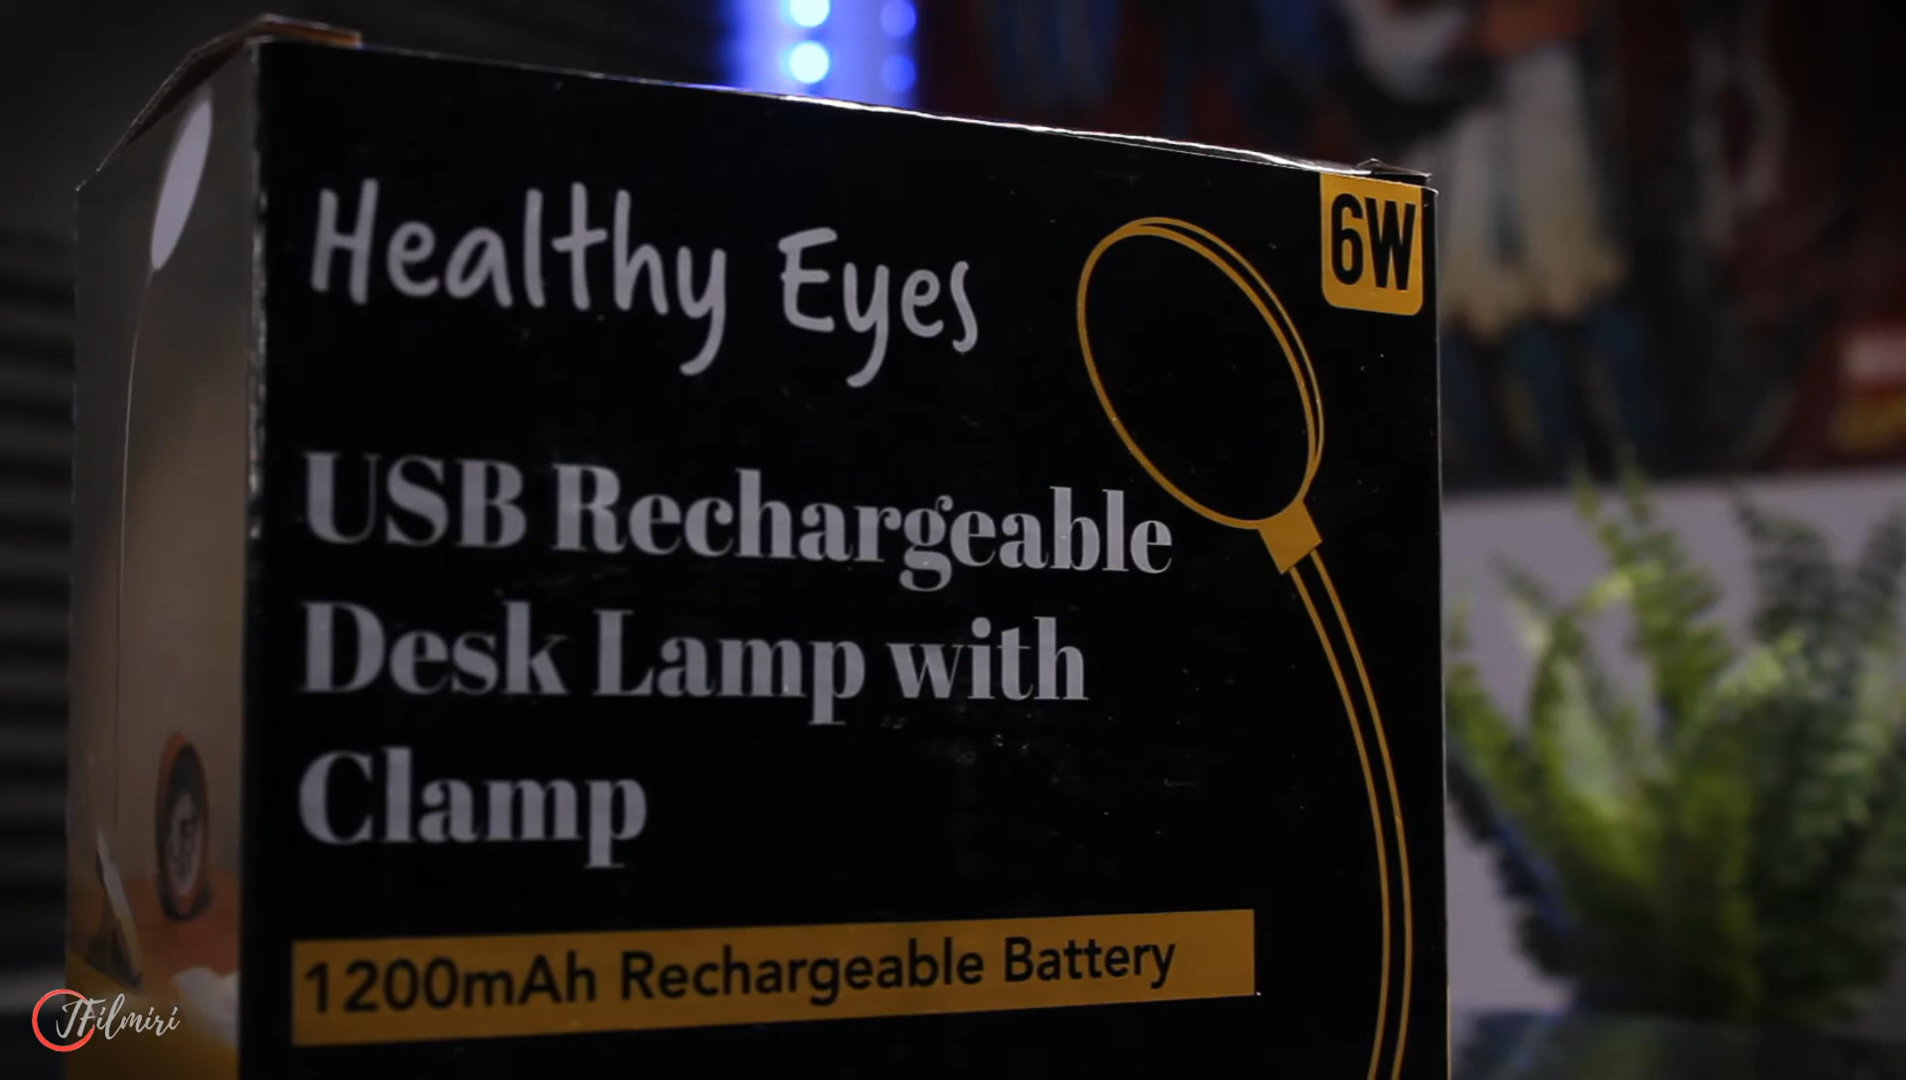 Healthy Eyes
6W
USB Rechargeable
Desk Lamp with
Clamp
1200mAh Rechargeable Battery
JFilmiri